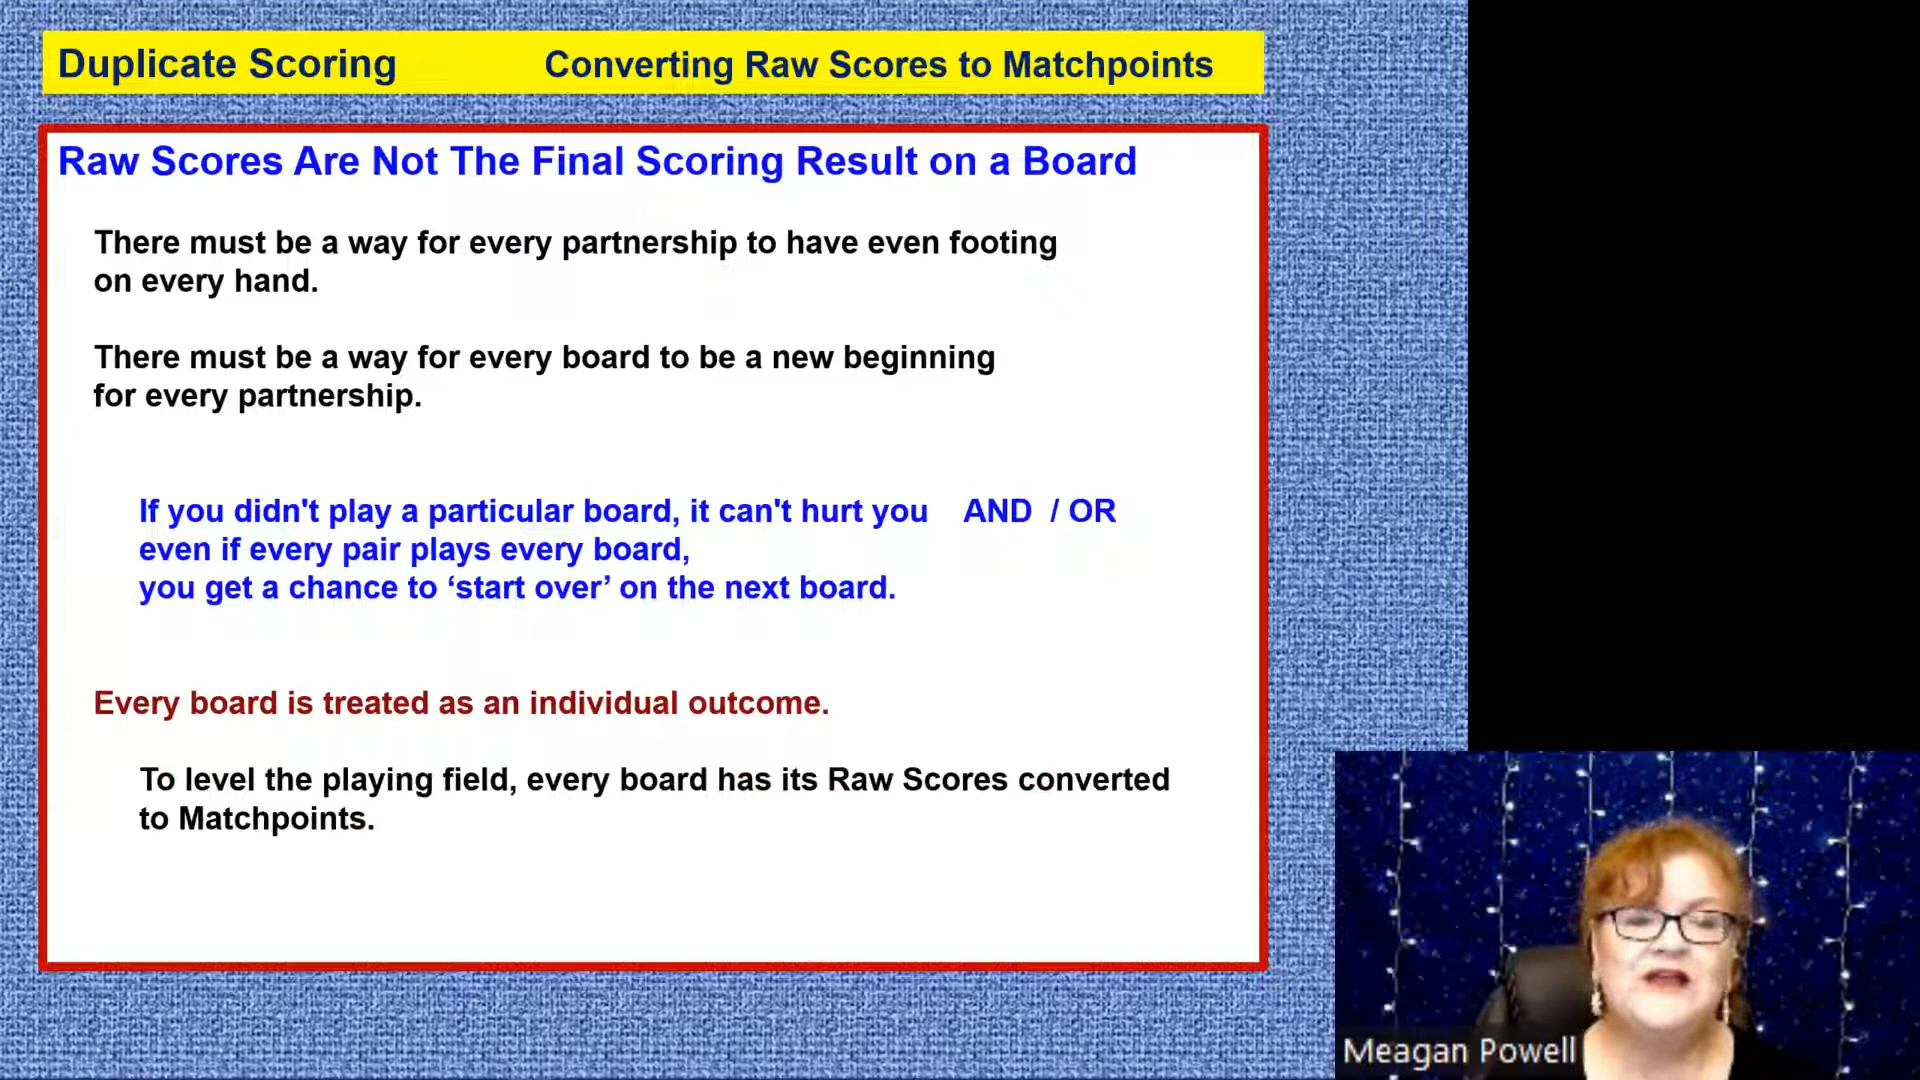 Duplicate Scoring
Converting Raw Scores to Matchpoints
Raw Scores Are Not The Final Scoring Result on a Board
There must be a way for every partnership to have even footing
on every hand.
There must be a way for every board to be a new beginning
for every partnership.
If you didn't play a particular board, it can't hurt you AND / OR
even if every pair plays every board,
you get a chance to ‘start over’ on the next board.
Every board is treated as an individual outcome.
To level the playing field, every board has its Raw Scores converted
to Matchpoints.
Meagan Powell